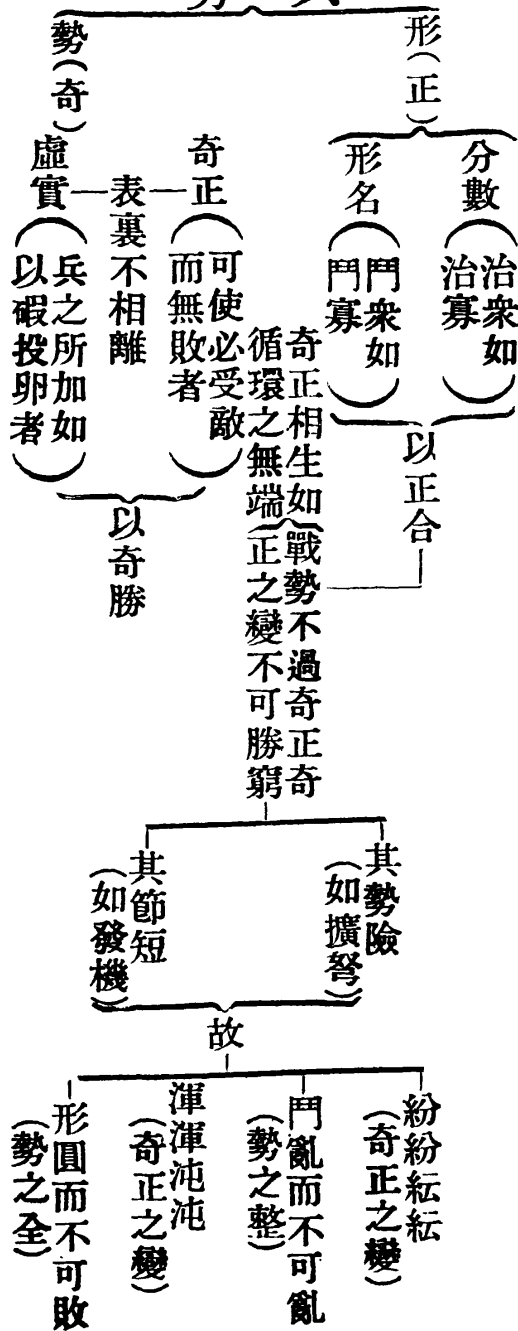 形（正）
分數（治衆如
治寡）
形名（鬥衆如
鬥寡）
以正合
勢（奇）
奇正（可使必受敵
而無敗者）
表裏不相離
虛實（兵之所加如
以碬投卵者）
以奇勝
奇正相生如
循環之無端
戰勢不過奇正奇
正之變不可勝窮
其勢險
（如擴弩）
其節短
（如發機）
故
紛紛紜紜
（奇正之變）
鬥亂而不可亂
（勢之整）
渾渾沌沌
（奇正之變）
形圓而不可敗
（勢之全）